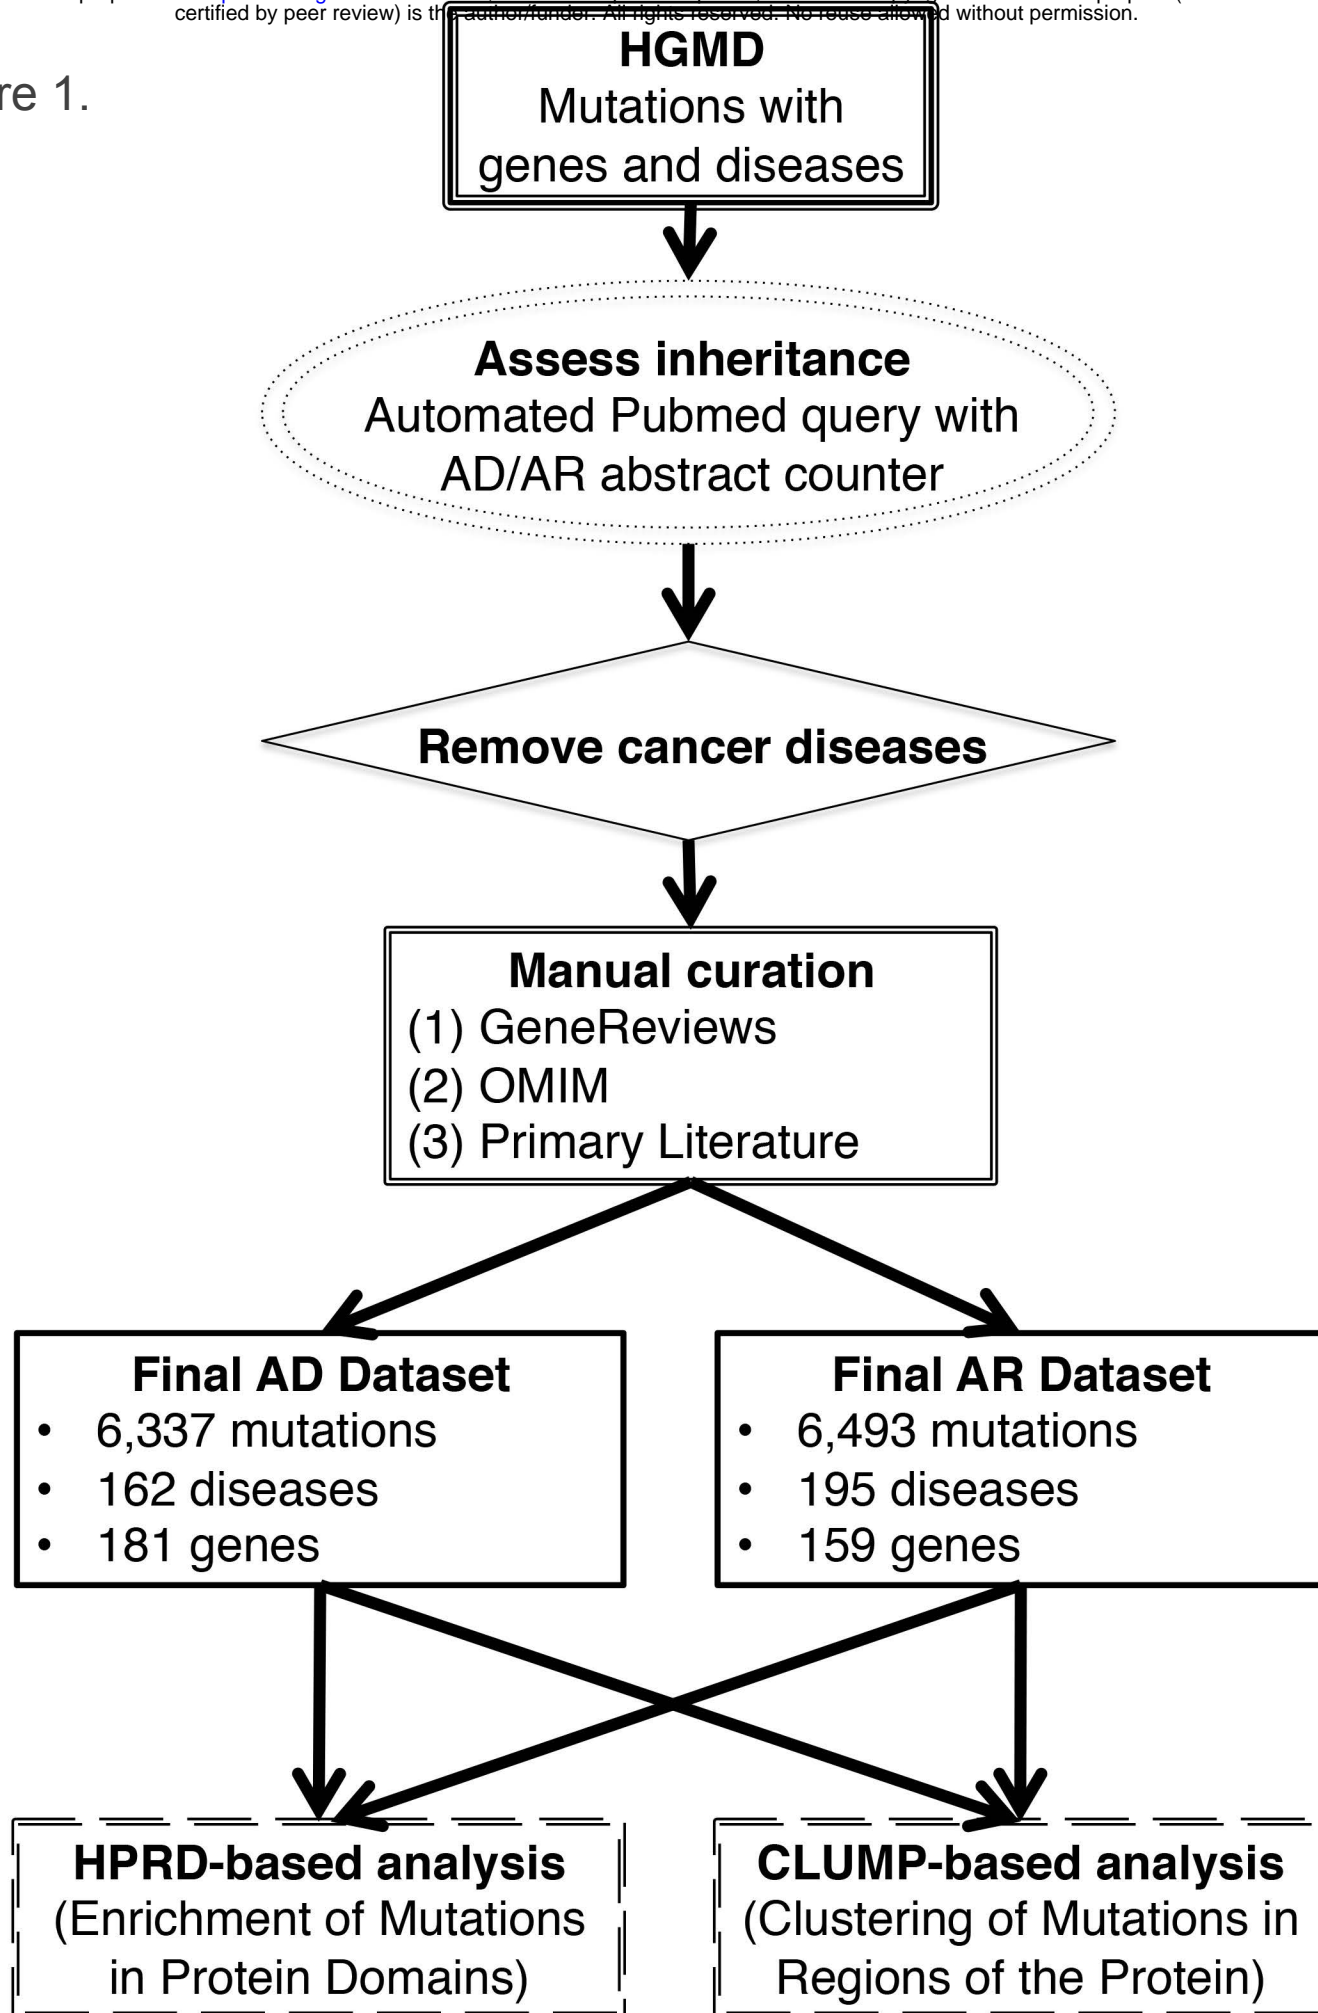 certified by peer review) is the author/funder. All rights reserved. No reuse allowed without permission.
re 1.
HGMD
Mutations with
genes and diseases
Assess inheritance
Automated Pubmed query with
AD/AR abstract counter
Remove cancer diseases
Manual curation
(1) GeneReviews
(2) OMIM
(3) Primary Literature
Final AD Dataset
• 6,337 mutations
• 162 diseases
• 181 genes
Final AR Dataset
• 6,493 mutations
• 195 diseases
• 159 genes
HPRD-based analysis
(Enrichment of Mutations
in Protein Domains)
CLUMP-based analysis
(Clustering of Mutations in
Regions of the Protein)